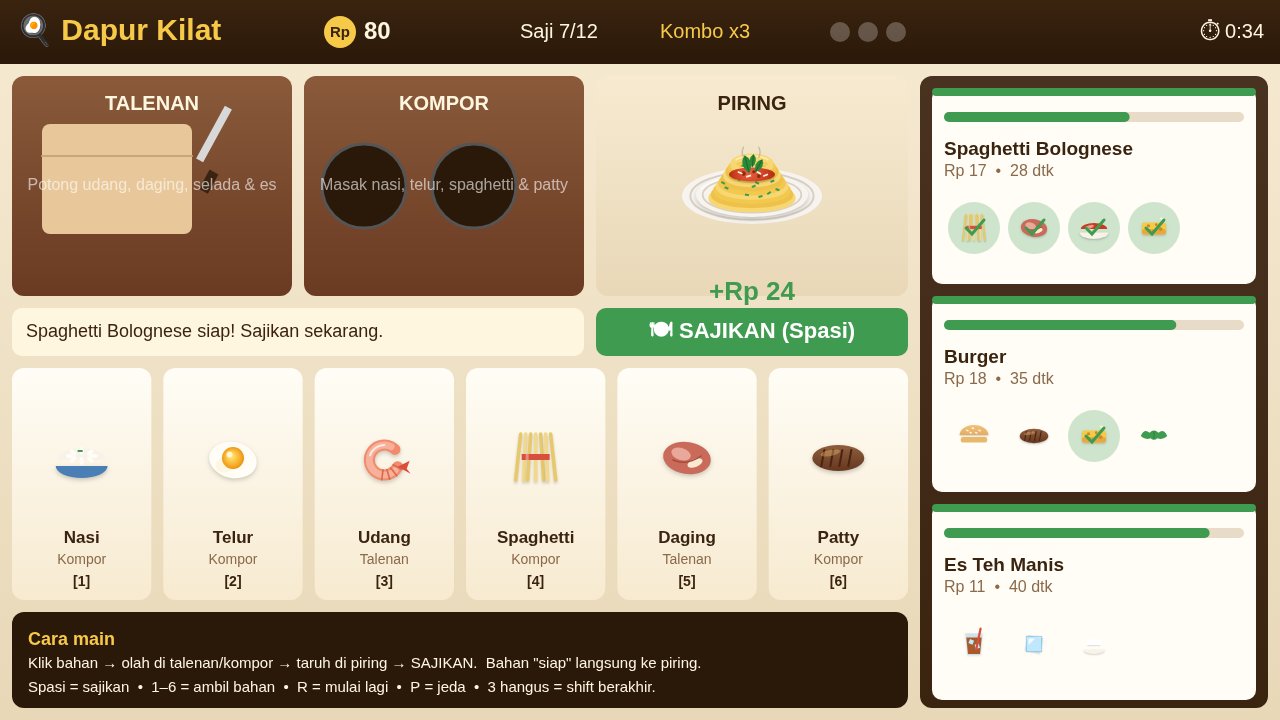 Dapur Kilat
Rp 80
Saji 7/12
Kombo x3
0:34
TALENAN
Potong udang, daging, selada & es
KOMPOR
Masak nasi, telur, spaghetti & patty
PIRING
+Rp 24
Spaghetti Bolognese siap! Sajikan sekarang.
SAJIKAN (Spasi)
Nasi
Kompor
[1]
Telur
Kompor
[2]
Udang
Talenan
[3]
Spaghetti
Kompor
[4]
Daging
Talenan
[5]
Patty
Kompor
[6]
Cara main
Klik bahan → olah di talenan/kompor → taruh di piring → SAJIKAN. Bahan "siap" langsung ke piring.
Spasi = sajikan • 1–6 = ambil bahan • R = mulai lagi • P = jeda • 3 hangus = shift berakhir.
Spaghetti Bolognese
Rp 17 • 28 dtk
Burger
Rp 18 • 35 dtk
Es Teh Manis
Rp 11 • 40 dtk